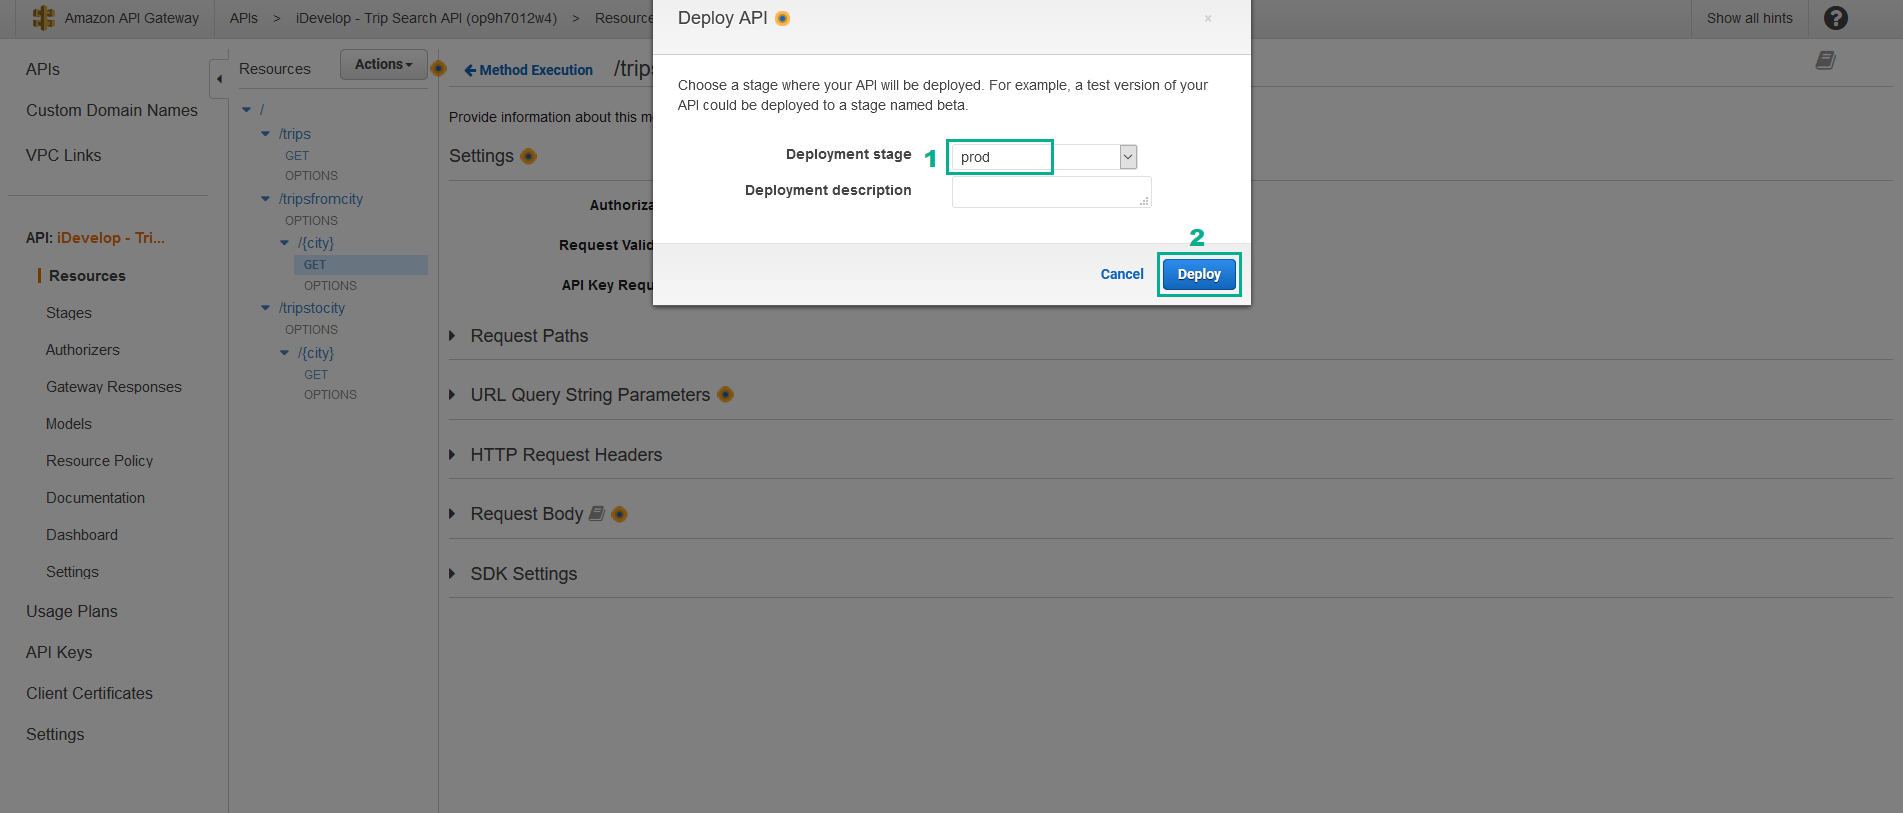 Amazon API Gateway
APIs > iDevelop - Trip Search API (op9h7012w4) > Resourc
Show all hints
?
Deploy API
×
Choose a stage where your API will be deployed. For example, a test version of your
API could be deployed to a stage named beta.
Deployment stage
1
prod
Deployment description
2
Cancel
Deploy
APIs
Custom Domain Names
VPC Links
API: iDevelop - Tri...
Resources
Stages
Authorizers
Gateway Responses
Models
Resource Policy
Documentation
Dashboard
Settings
Usage Plans
API Keys
Client Certificates
Settings
Resources
Actions
/
/trips
GET
OPTIONS
/tripsfromcity
OPTIONS
/{city}
GET
OPTIONS
/tripstocity
OPTIONS
/{city}
GET
OPTIONS
Method Execution
/trips
Provide information about this m
Settings
Authoriza
Request Valid
API Key Requ
Request Paths
URL Query String Parameters
HTTP Request Headers
Request Body
SDK Settings